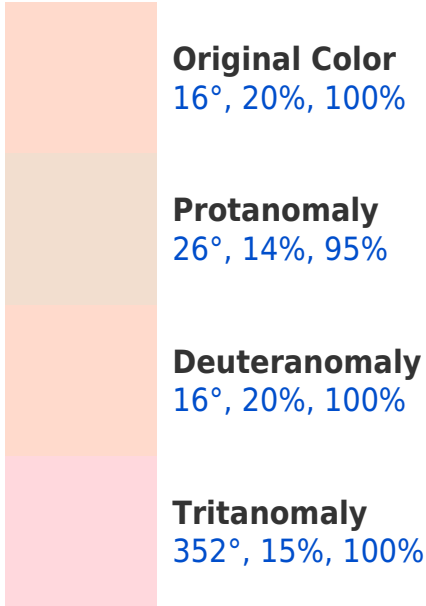 Original Color
16°, 20%, 100%
Protanomaly
26°, 14%, 95%
Deuteranomaly
16°, 20%, 100%
Tritanomaly
352°, 15%, 100%